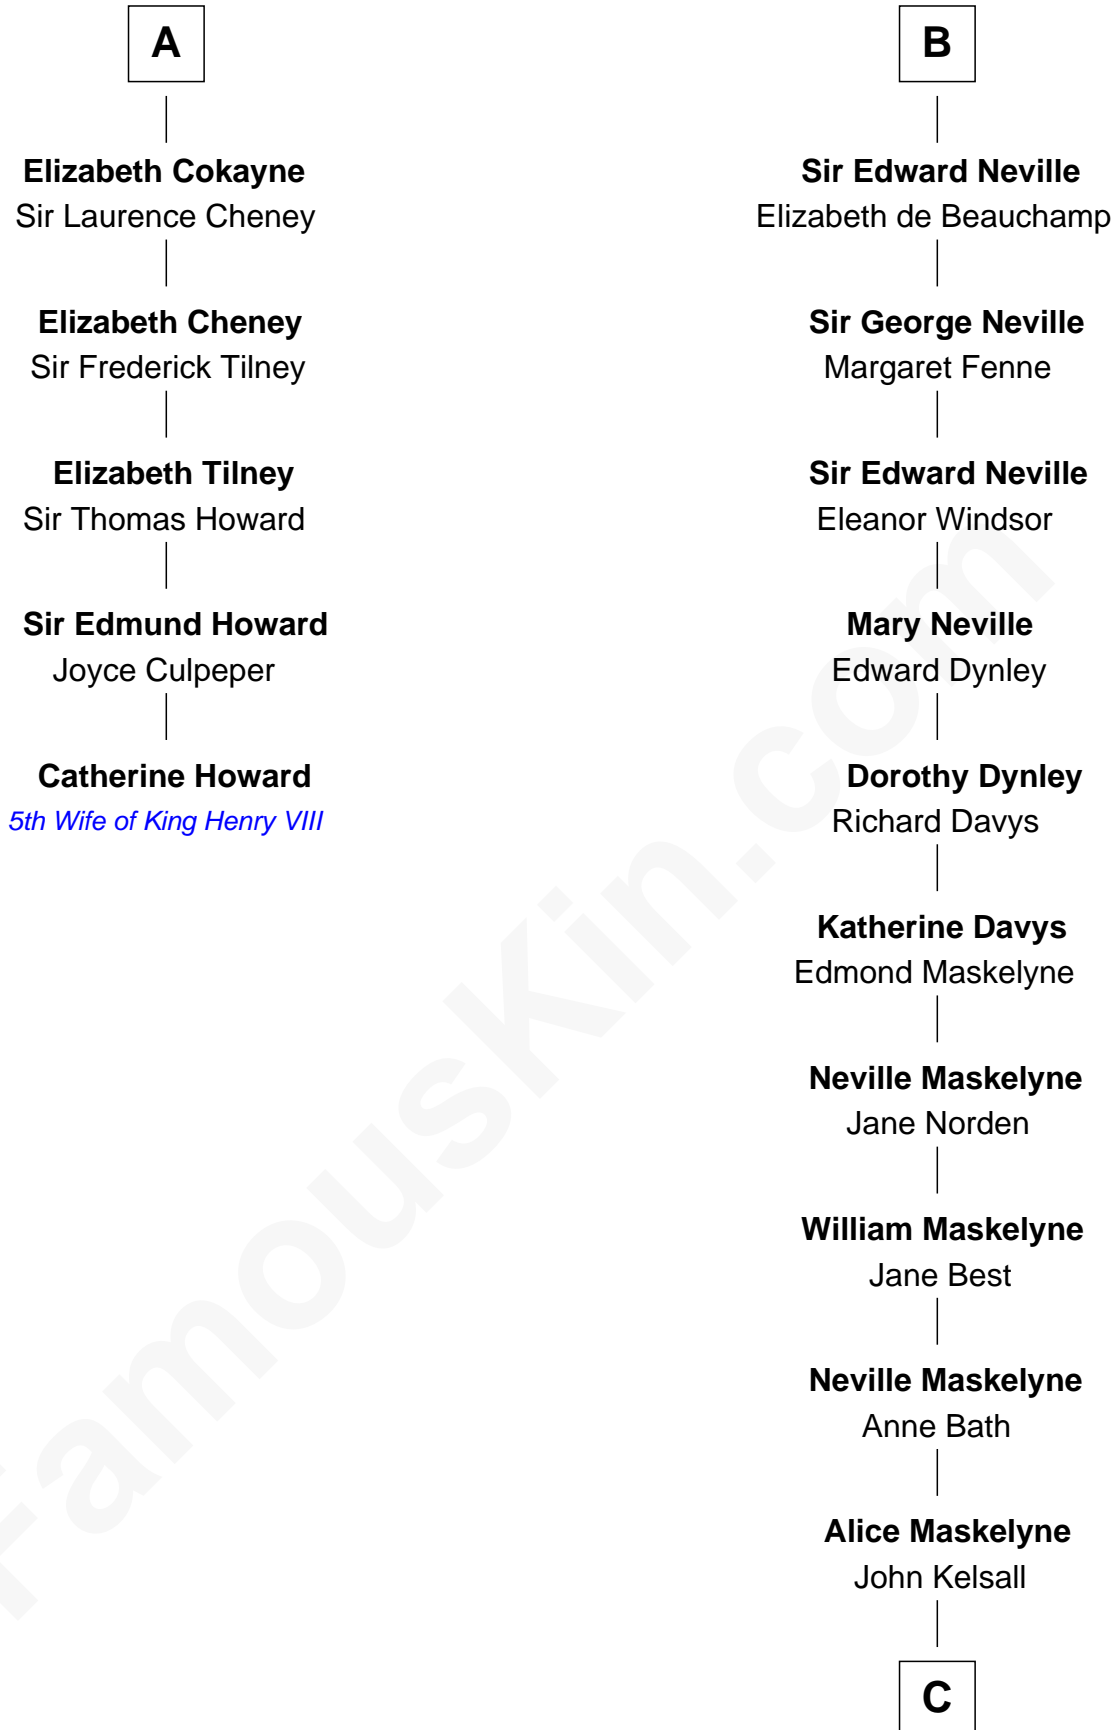 A
Elizabeth Cokayne
Sir Laurence Cheney
Elizabeth Cheney
Sir Frederick Tilney
Elizabeth Tilney
Sir Thomas Howard
Sir Edmund Howard
Joyce Culpeper
Catherine Howard
5th Wife of King Henry VIII
B
Sir Edward Neville
Elizabeth de Beauchamp
Sir George Neville
Margaret Fenne
Sir Edward Neville
Eleanor Windsor
Mary Neville
Edward Dynley
Dorothy Dynley
Richard Davys
Katherine Davys
Edmond Maskelyne
Neville Maskelyne
Jane Norden
William Maskelyne
Jane Best
Neville Maskelyne
Anne Bath
Alice Maskelyne
John Kelsall
C
FamousKin.com